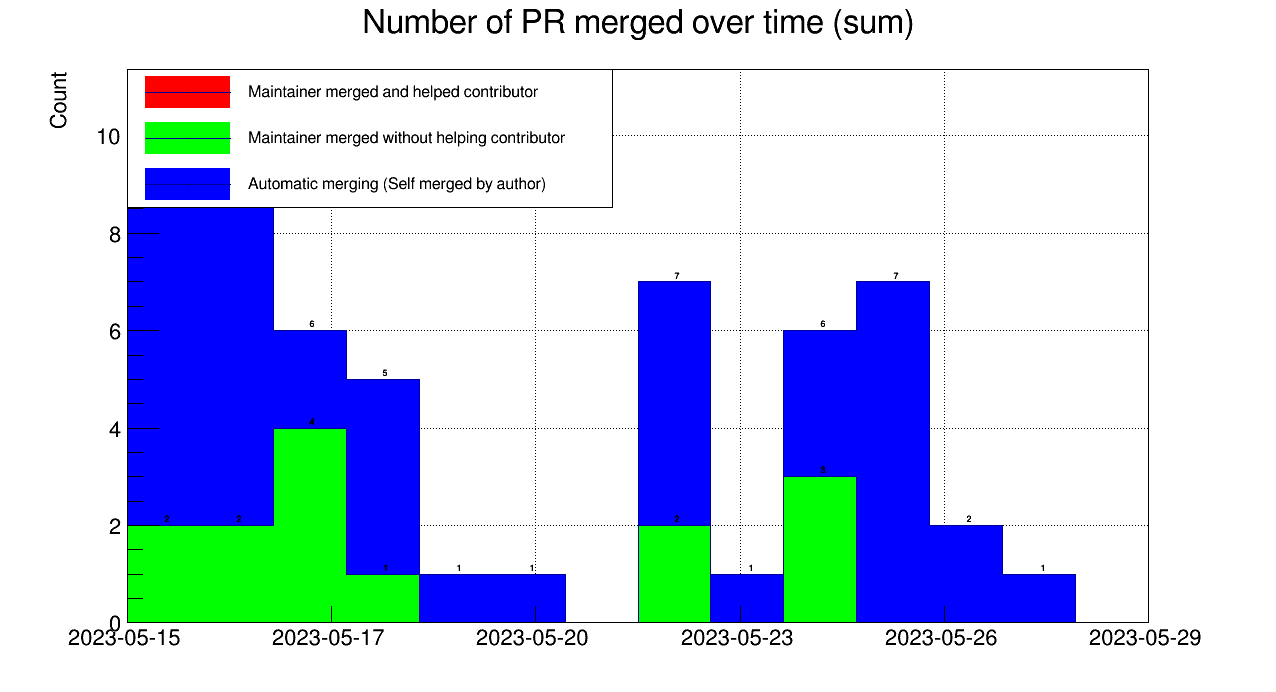 Number of PR merged over time (sum)
Count
Maintainer merged and helped contributor
Maintainer merged without helping contributor
Automatic merging (Self merged by author)
10
8
6
4
2
0
7 7
6 6
5
4
3
2 2 2 2
1 1 1 1 1
2023-05-15 2023-05-17 2023-05-20 2023-05-23 2023-05-26 2023-05-29